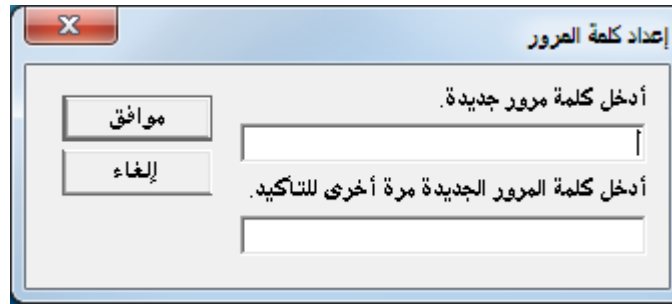 إعداد كلمة المرور
أدخل كلمة مرور جديدة.
موافق
إلغاء
أدخل كلمة المرور الجديدة مرة أخرى للتأكيد.